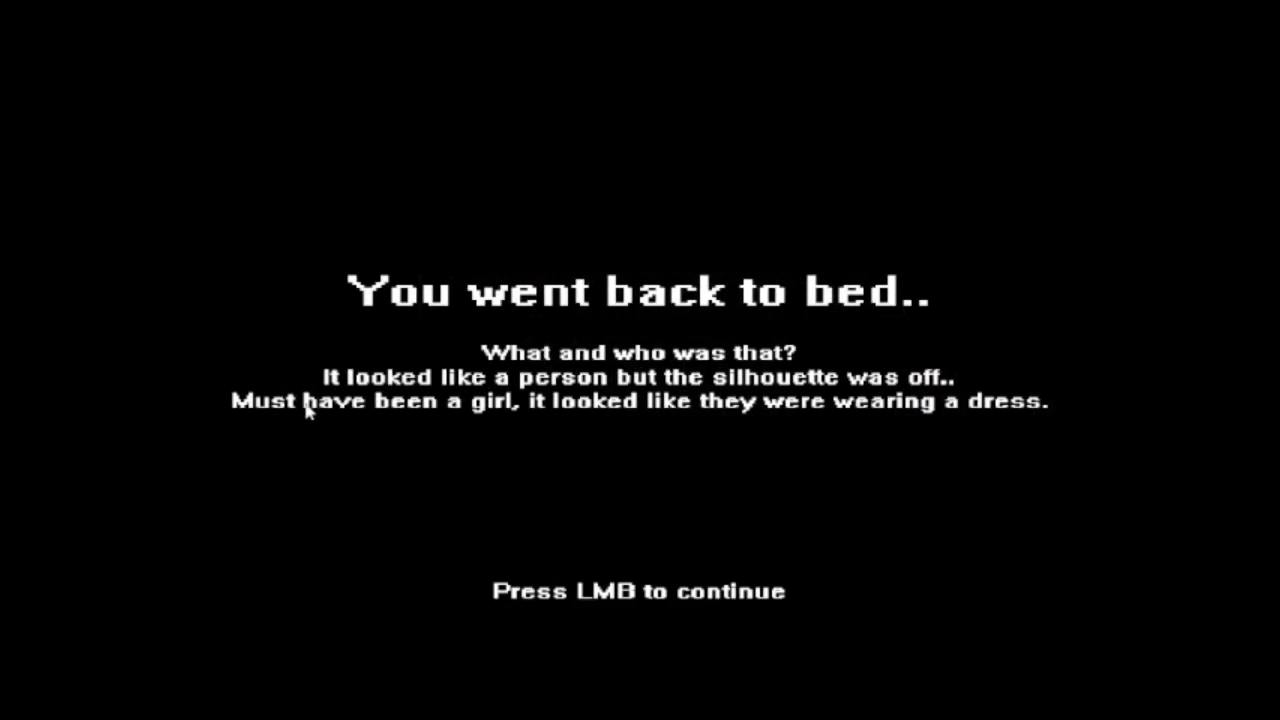 You went back to bed..
What and who was that?
It looked like a person but the silhouette was off..
Must have been a girl, it looked like they were wearing a dress.
Press LMB to continue